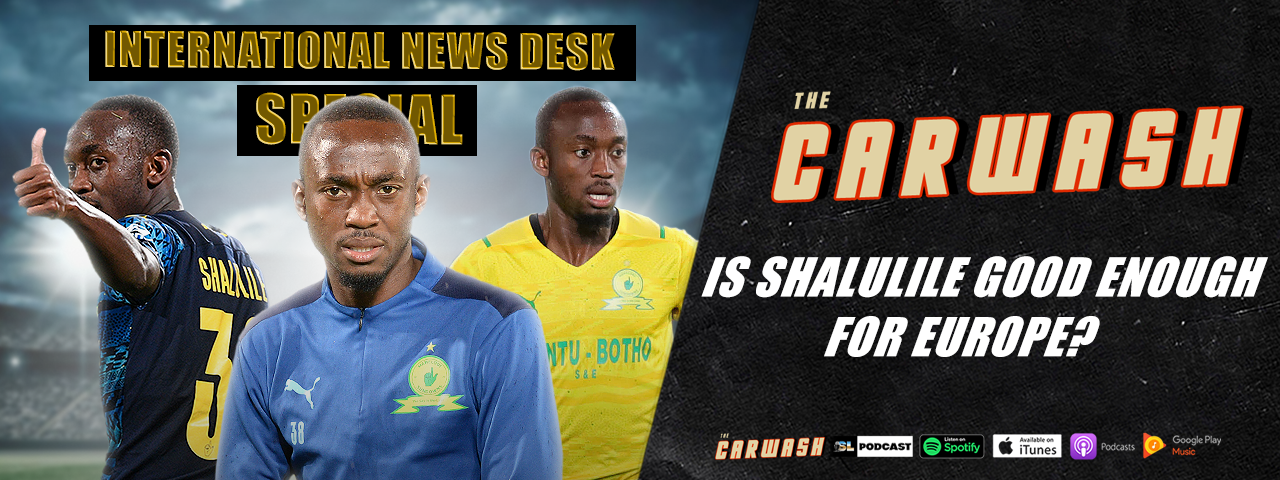 INTERNATIONAL NEWS DESK
SPECIAL
THE
CARWASH
IS SHALULILE GOOD ENOUGH
FOR EUROPE?
SHALULILE
3
38
NTU - BOTHO
S&E
THE
CARWASH
SL PODCAST
Listen on
Spotify
Available on
iTunes
Podcasts
Google Play
Music